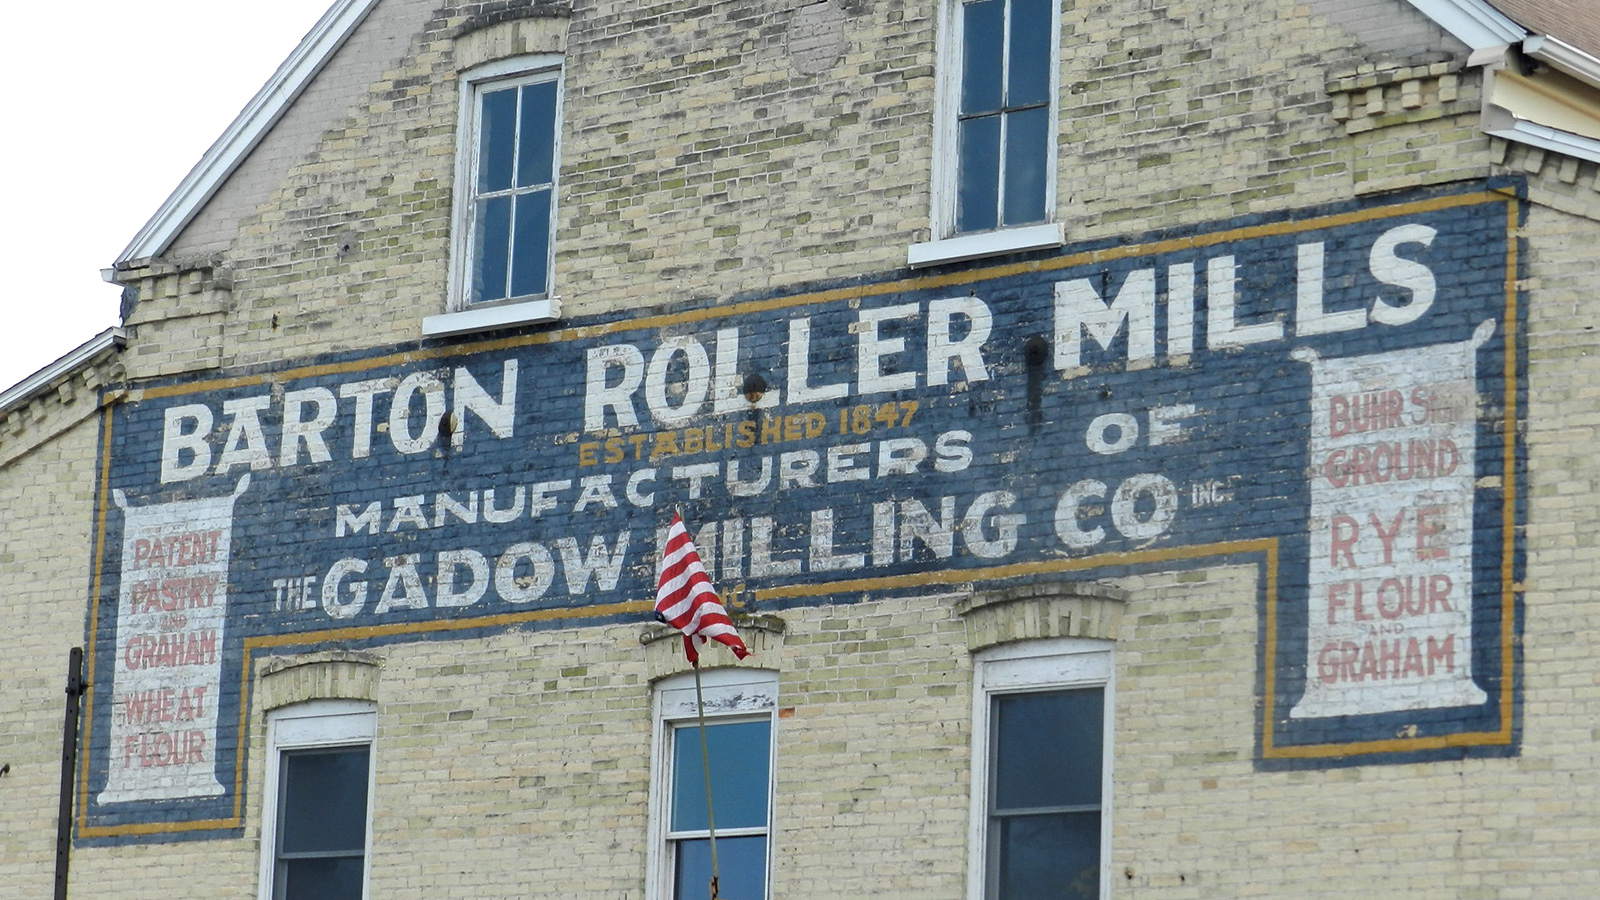 BARTON ROLLER MILLS
ESTABLISHED 1847
MANUFACTURERS OF
THE GADOW MILLING CO INC.
PATENT
PASTRY
AND
GRAHAM
WHEAT
FLOUR
BUHR
GROUND
RYE
FLOUR
AND
GRAHAM